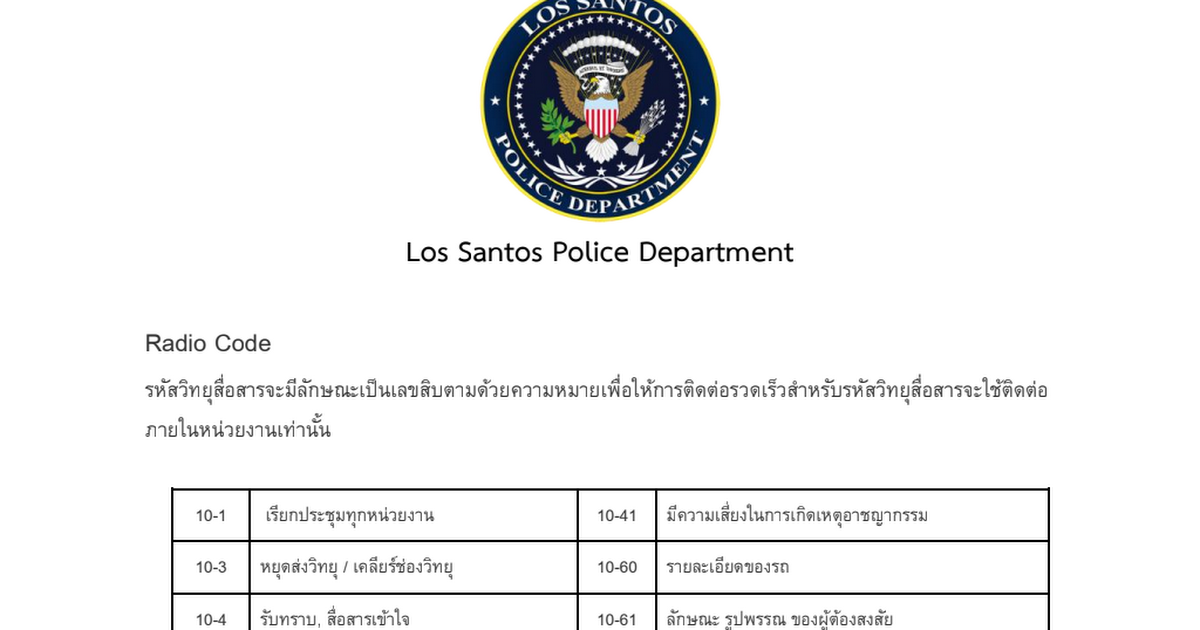 LOS SANTOS
POLICE DEPARTMENT
Los Santos Police Department
Radio Code
รหัสวิทยุสื่อสารจะมีลักษณะเป็นเลขสิบตามด้วยความหมายเพื่อให้การติดต่อรวดเร็วสำหรับรหัสวิทยุสื่อสารจะใช้ติดต่อ
ภายในหน่วยงานเท่านั้น
10-1 เรียกประชุมทุกหน่วยงาน 10-41 มีความเสี่ยงในการเกิดเหตุอาชญากรรม
10-3 หยุดส่งวิทยุ / เคลียร์ช่องวิทยุ 10-60 รายละเอียดของรถ
10-4 รับทราบ, สื่อสารเข้าใจ 10-61 ลักษณะ รูปพรรณ ของผู้ต้องสงสัย